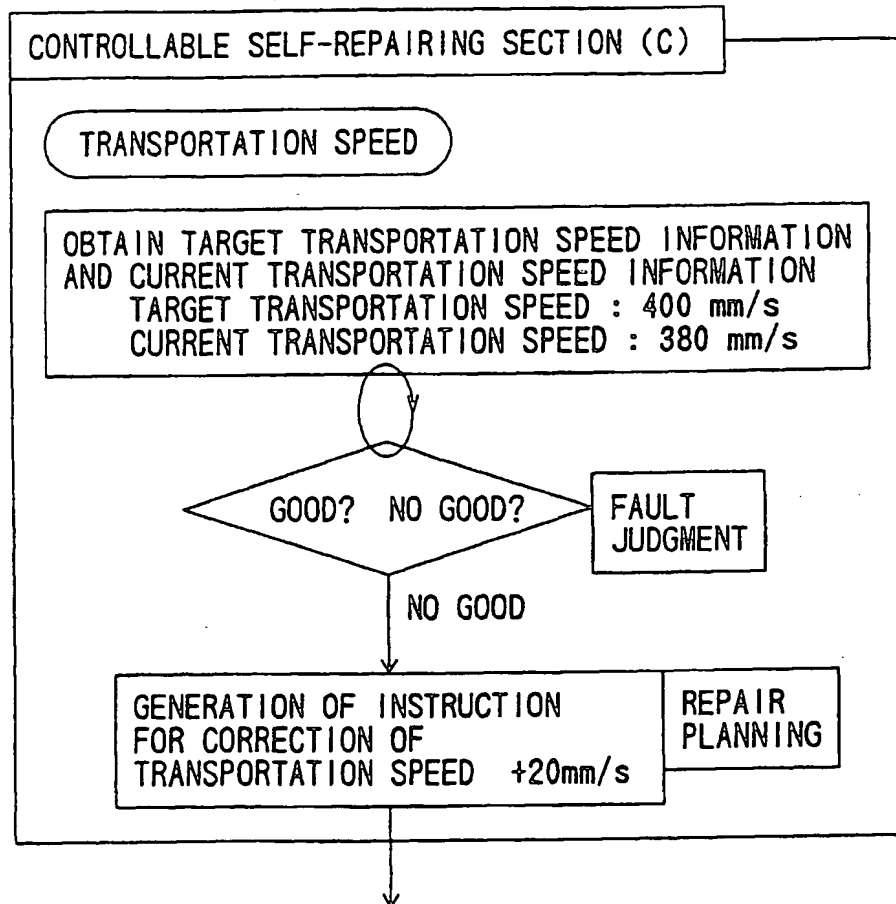 CONTROLLABLE SELF-REPAIRING SECTION (C)
TRANSPORTATION SPEED
OBTAIN TARGET TRANSPORTATION SPEED INFORMATION
AND CURRENT TRANSPORTATION SPEED INFORMATION
TARGET TRANSPORTATION SPEED : 400 mm/s
CURRENT TRANSPORTATION SPEED : 380 mm/s
GOOD? NO GOOD?
FAULT
JUDGMENT
NO GOOD
GENERATION OF INSTRUCTION
FOR CORRECTION OF
TRANSPORTATION SPEED +20mm/s
REPAIR
PLANNING